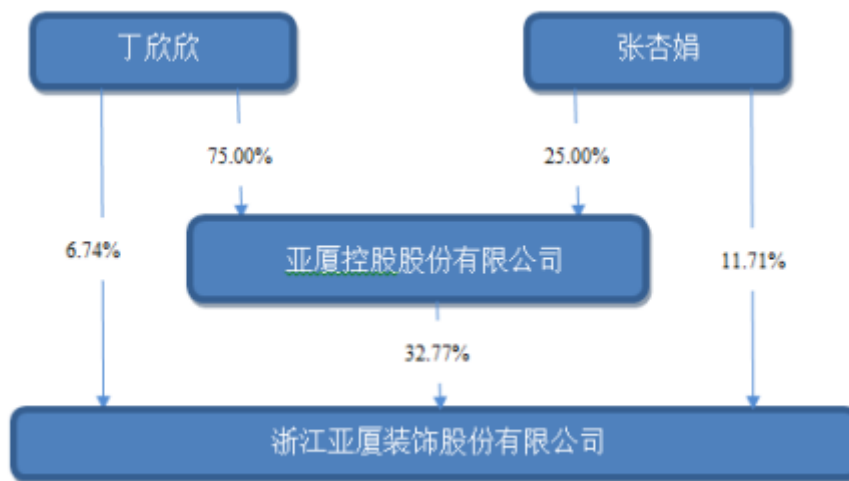 丁欣欣
张杏娟
75.00%
25.00%
6.74%
亚厦控股股份有限公司
11.71%
32.77%
浙江亚厦装饰股份有限公司